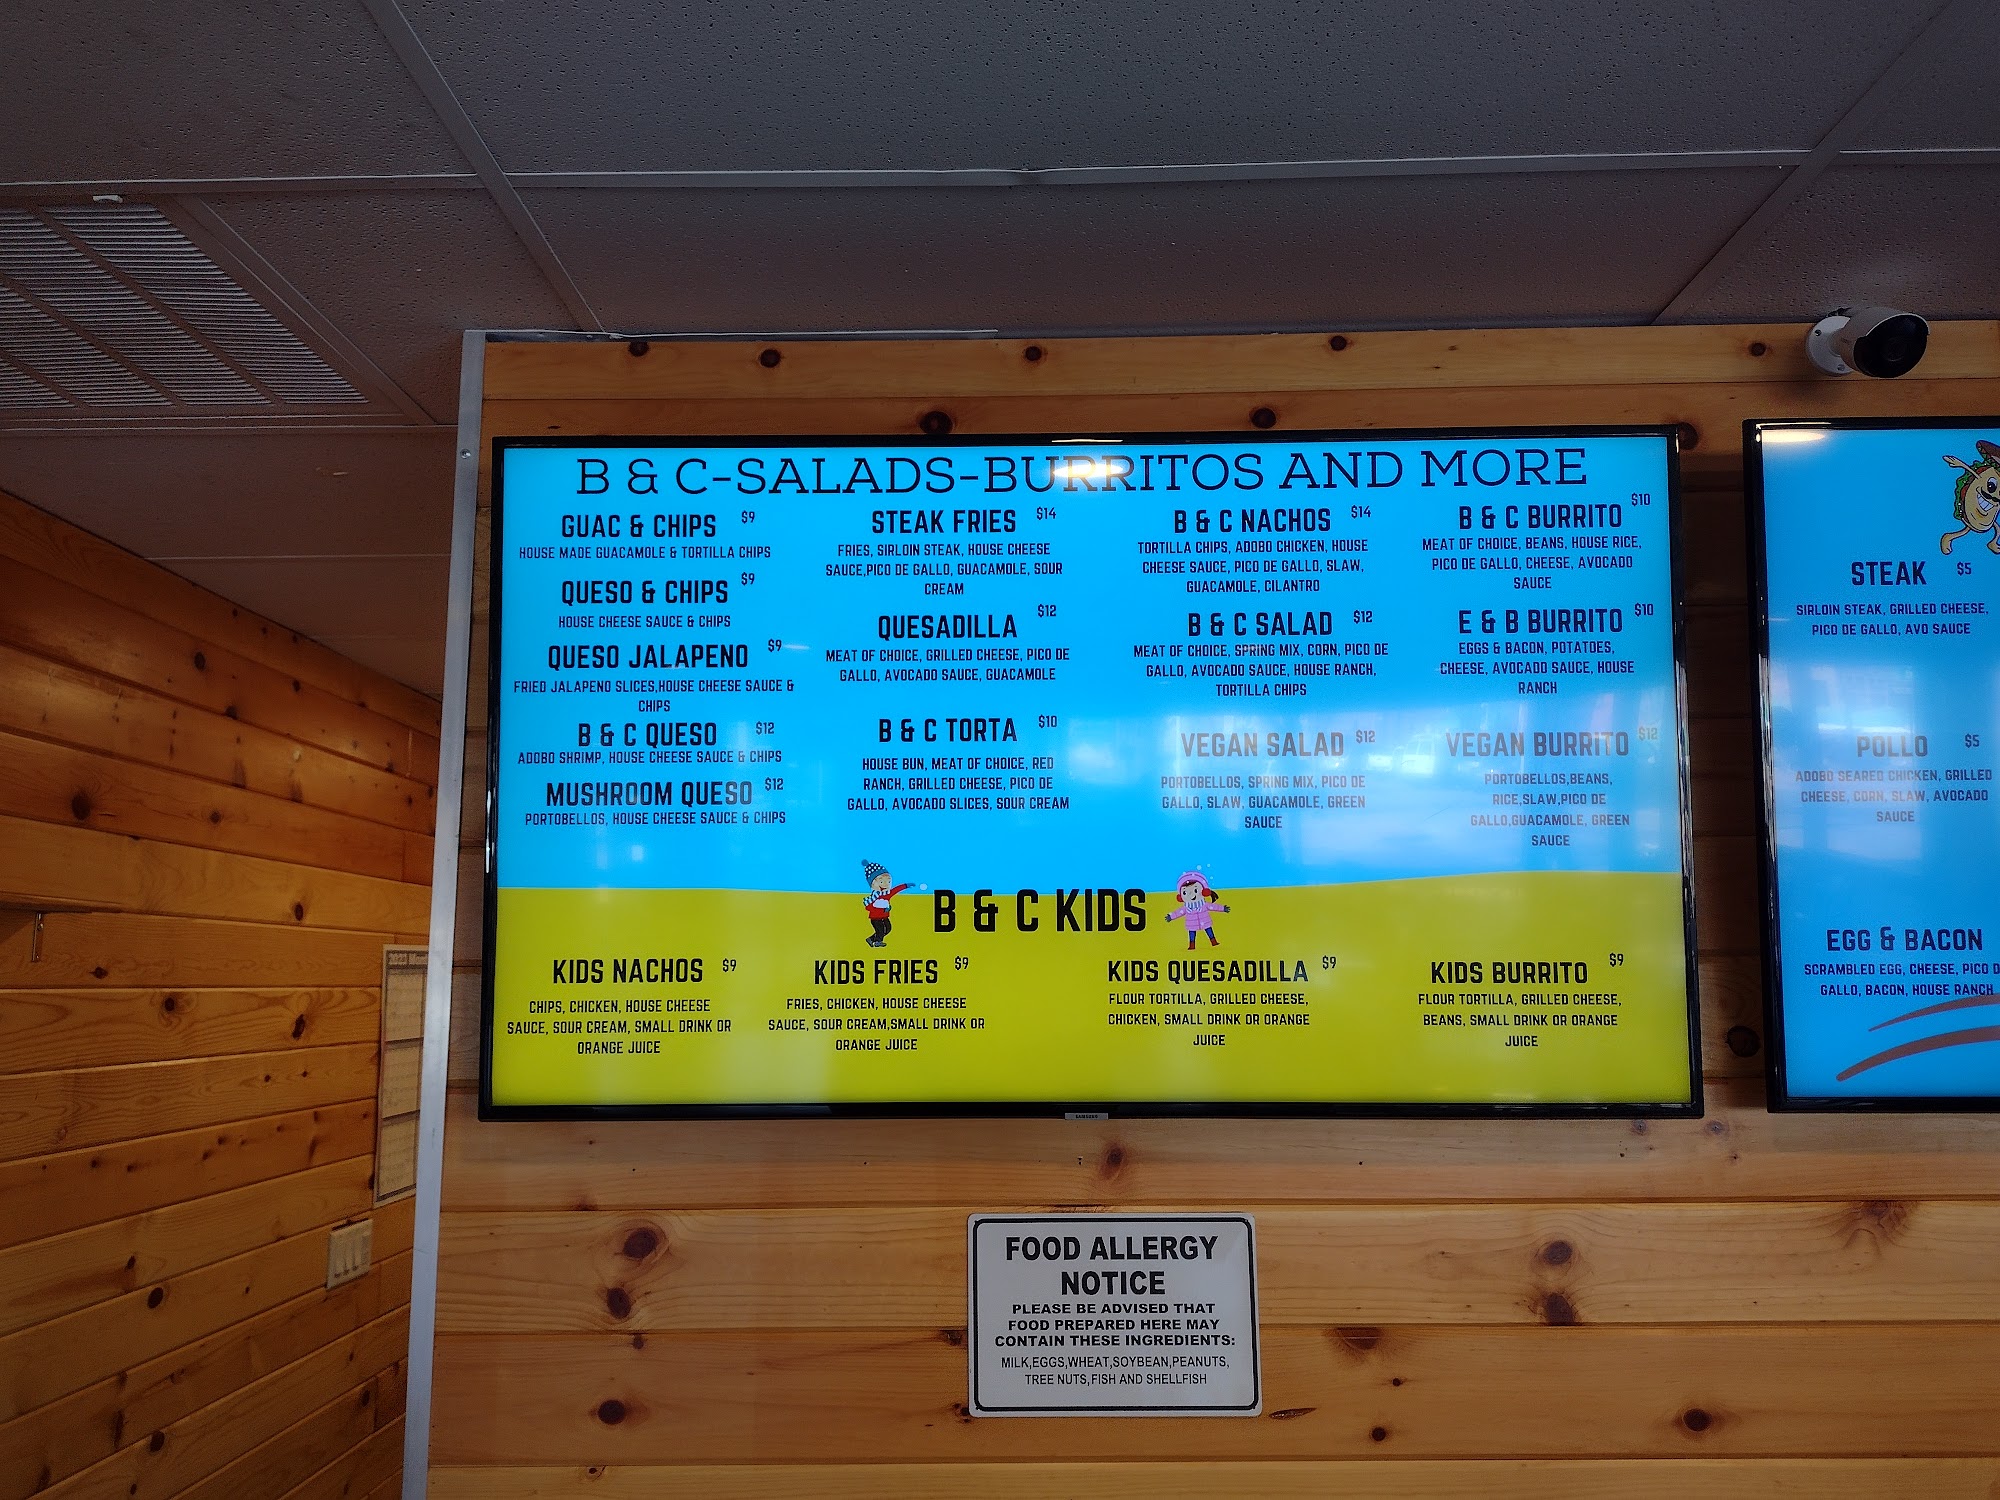 B & C-SALADS-BURRITOS AND MORE
GUAC & CHIPS $9
HOUSE MADE GUACAMOLE & TORTILLA CHIPS
QUESO & CHIPS $9
HOUSE CHEESE SAUCE & CHIPS
QUESO JALAPENO $9
FRIED JALAPENO SLICES,HOUSE CHEESE SAUCE &
CHIPS
B & C QUESO $12
ADOBO SHRIMP, HOUSE CHEESE SAUCE & CHIPS
MUSHROOM QUESO $12
PORTOBELLOS, HOUSE CHEESE SAUCE & CHIPS
STEAK FRIES $14
FRIES, SIRLOIN STEAK, HOUSE CHEESE
SAUCE,PICO DE GALLO, GUACAMOLE, SOUR
CREAM
QUESADILLA $12
MEAT OF CHOICE, GRILLED CHEESE, PICO DE
GALLO, AVOCADO SAUCE, GUACAMOLE
B & C TORTA $10
HOUSE BUN, MEAT OF CHOICE, RED
RANCH, GRILLED CHEESE, PICO DE
GALLO, AVOCADO SLICES, SOUR CREAM
B & C NACHOS $14
TORTILLA CHIPS, ADOBO CHICKEN, HOUSE
CHEESE SAUCE, PICO DE GALLO, SLAW,
GUACAMOLE, CILANTRO
B & C SALAD $12
MEAT OF CHOICE, SPRING MIX, CORN, PICO DE
GALLO, AVOCADO SAUCE, HOUSE RANCH,
TORTILLA CHIPS
VEGAN SALAD $12
PORTOBELLOS, SPRING MIX, PICO DE
GALLO, SLAW, GUACAMOLE, GREEN
SAUCE
B & C BURRITO $10
MEAT OF CHOICE, BEANS, HOUSE RICE,
PICO DE GALLO, CHEESE, AVOCADO
SAUCE
E & B BURRITO $10
EGGS & BACON, POTATOES,
CHEESE, AVOCADO SAUCE, HOUSE
RANCH
VEGAN BURRITO $12
PORTOBELLOS,BEANS,
RICE,SLAW,PICO DE
GALLO,GUACAMOLE, GREEN
SAUCE
B & C KIDS
KIDS NACHOS $9
CHIPS, CHICKEN, HOUSE CHEESE
SAUCE, SOUR CREAM, SMALL DRINK OR
ORANGE JUICE
KIDS FRIES $9
FRIES, CHICKEN, HOUSE CHEESE
SAUCE, SOUR CREAM,SMALL DRINK OR
ORANGE JUICE
KIDS QUESADILLA $9
FLOUR TORTILLA, GRILLED CHEESE,
CHICKEN, SMALL DRINK OR ORANGE
JUICE
KIDS BURRITO $9
FLOUR TORTILLA, GRILLED CHEESE,
BEANS, SMALL DRINK OR ORANGE
JUICE
SAMSUNG
STEAK $5
SIRLOIN STEAK, GRILLED CHEESE,
PICO DE GALLO, AVO SAUCE
POLLO $5
ADOBO SEARED CHICKEN, GRILLED
CHEESE, CORN, SLAW, AVOCADO
SAUCE
EGG & BACON
SCRAMBLED EGG, CHEESE, PICO D
GALLO, BACON, HOUSE RANCH
FOOD ALLERGY
NOTICE
PLEASE BE ADVISED THAT
FOOD PREPARED HERE MAY
CONTAIN THESE INGREDIENTS:
MILK,EGGS,WHEAT,SOYBEAN,PEANUTS,
TREE NUTS,FISH AND SHELLFISH
2023